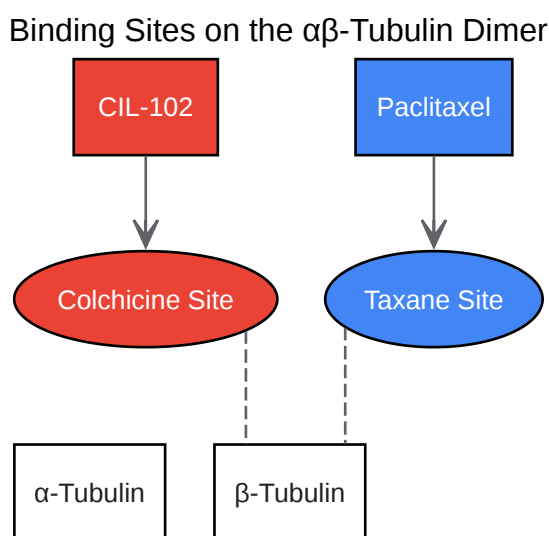 Binding Sites on the αβ-Tubulin Dimer
CIL-102
Paclitaxel
Colchicine Site
Taxane Site
α-Tubulin
β-Tubulin